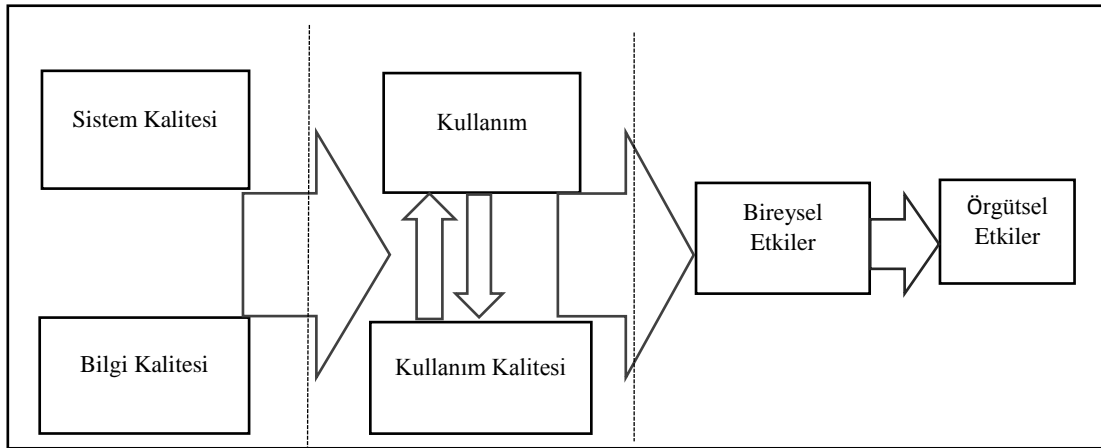 Sistem Kalitesi
Bilgi Kalitesi
Kullanım
Kullanım Kalitesi
Bireysel
Etkiler
Örgütsel
Etkiler